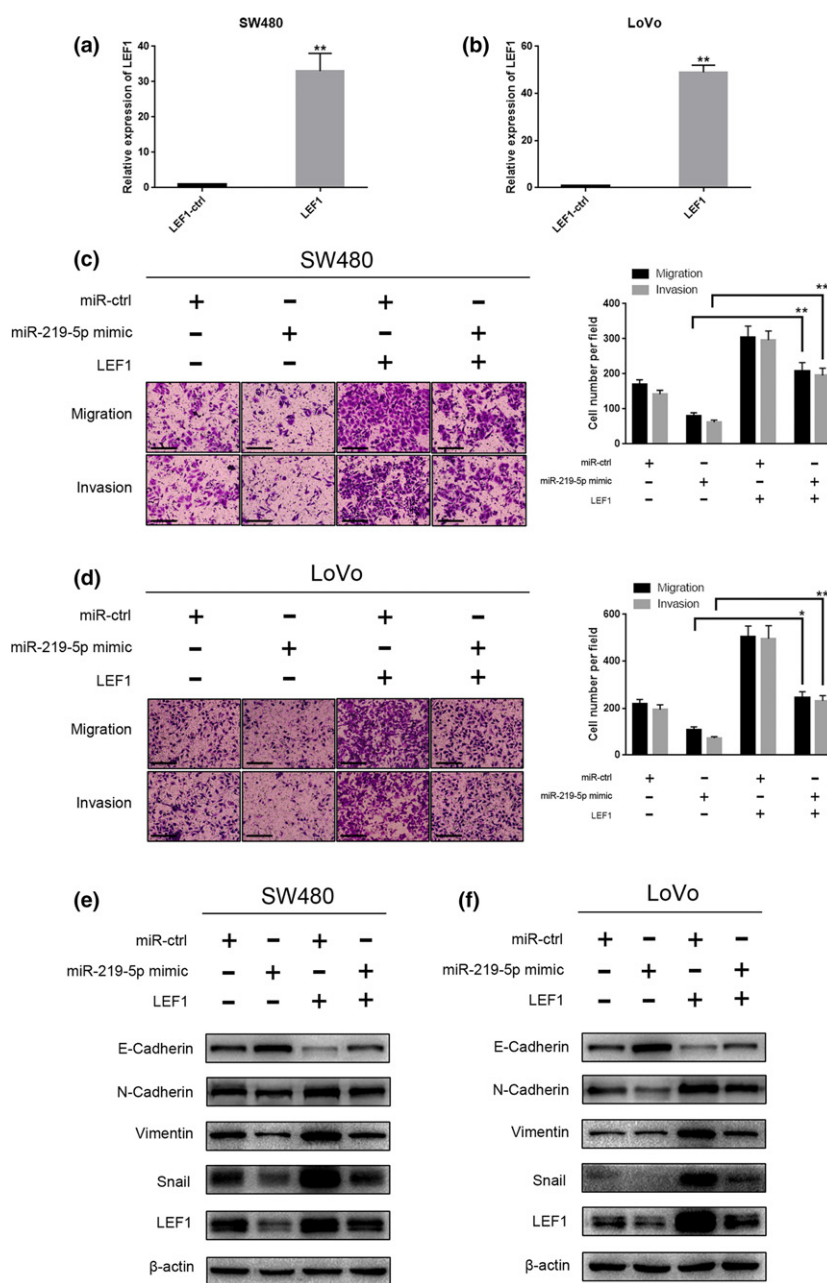 (a)
SW480
Relative expression of LEF1
40
30
20
10
0
**
LEF1-ctrl
LEF1
(b)
LoVo
Relative expression of LEF1
60
40
20
0
**
LEF1-ctrl
LEF1
(c)
SW480
miR-ctrl + − + −
miR-219-5p mimic − + − +
LEF1 − − + +
Migration
Invasion
Migration
Invasion
Cell number per field
400
300
200
100
0
**
**
miR-ctrl + − + −
miR-219-5p mimic − + − +
LEF1 − − + +
(d)
LoVo
miR-ctrl + − + −
miR-219-5p mimic − + − +
LEF1 − − + +
Migration
Invasion
Migration
Invasion
Cell number per field
600
400
200
0
*
**
miR-ctrl + − + −
miR-219-5p mimic − + − +
LEF1 − − + +
(e)
SW480
miR-ctrl + − + −
miR-219-5p mimic − + − +
LEF1 − − + +
E-Cadherin
N-Cadherin
Vimentin
Snail
LEF1
β-actin
(f)
LoVo
miR-ctrl + − + −
miR-219-5p mimic − + − +
LEF1 − − + +
E-Cadherin
N-Cadherin
Vimentin
Snail
LEF1
β-actin